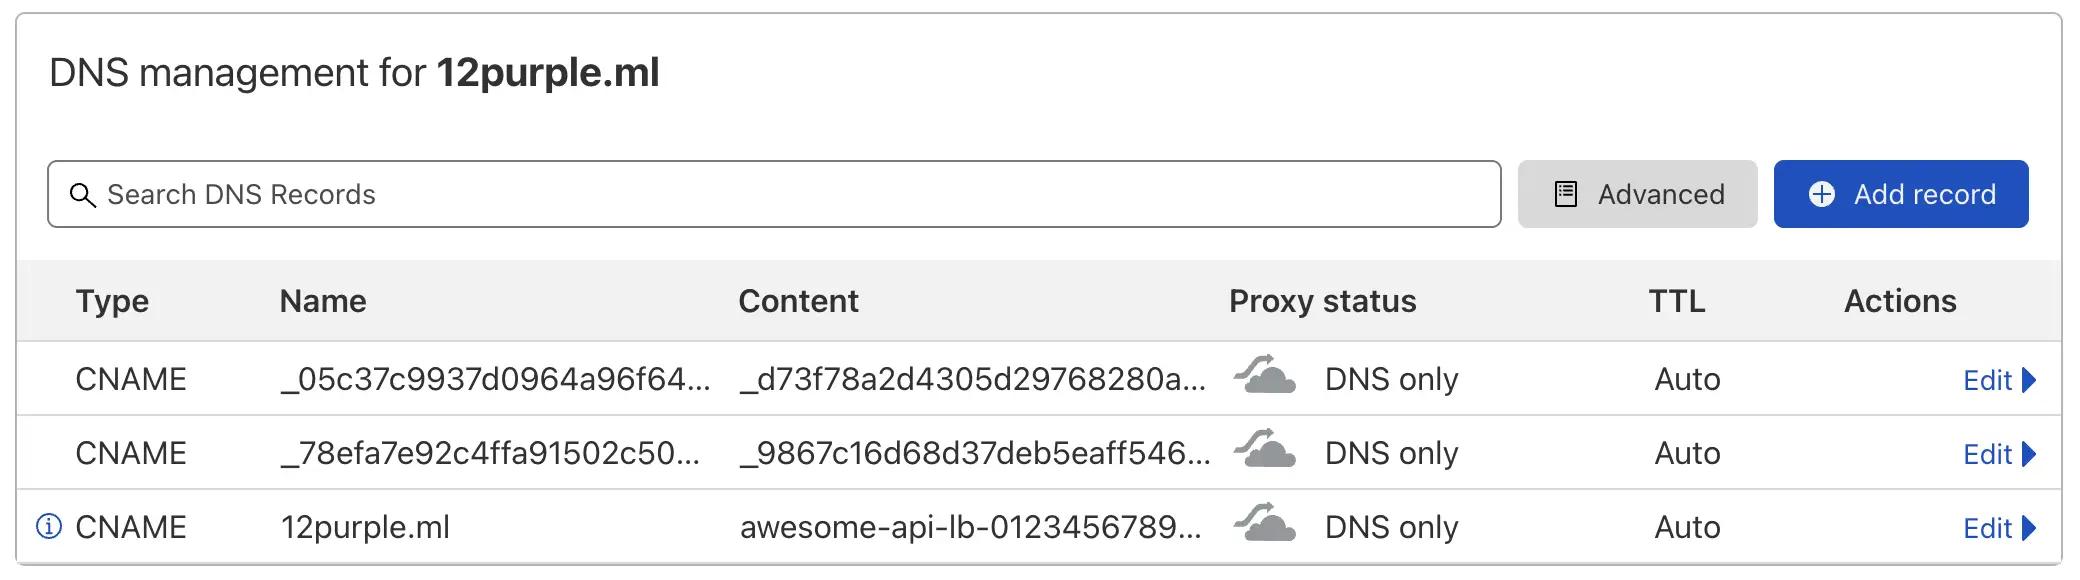 DNS management for 12purple.ml
Search DNS Records Advanced Add record
Type Name Content Proxy status TTL Actions
CNAME _05c37c9937d0964a96f64... _d73f78a2d4305d29768280a... DNS only Auto Edit
CNAME _78efa7e92c4ffa91502c50... _9867c16d68d37deb5eaff546... DNS only Auto Edit
CNAME 12purple.ml awesome-api-lb-0123456789... DNS only Auto Edit